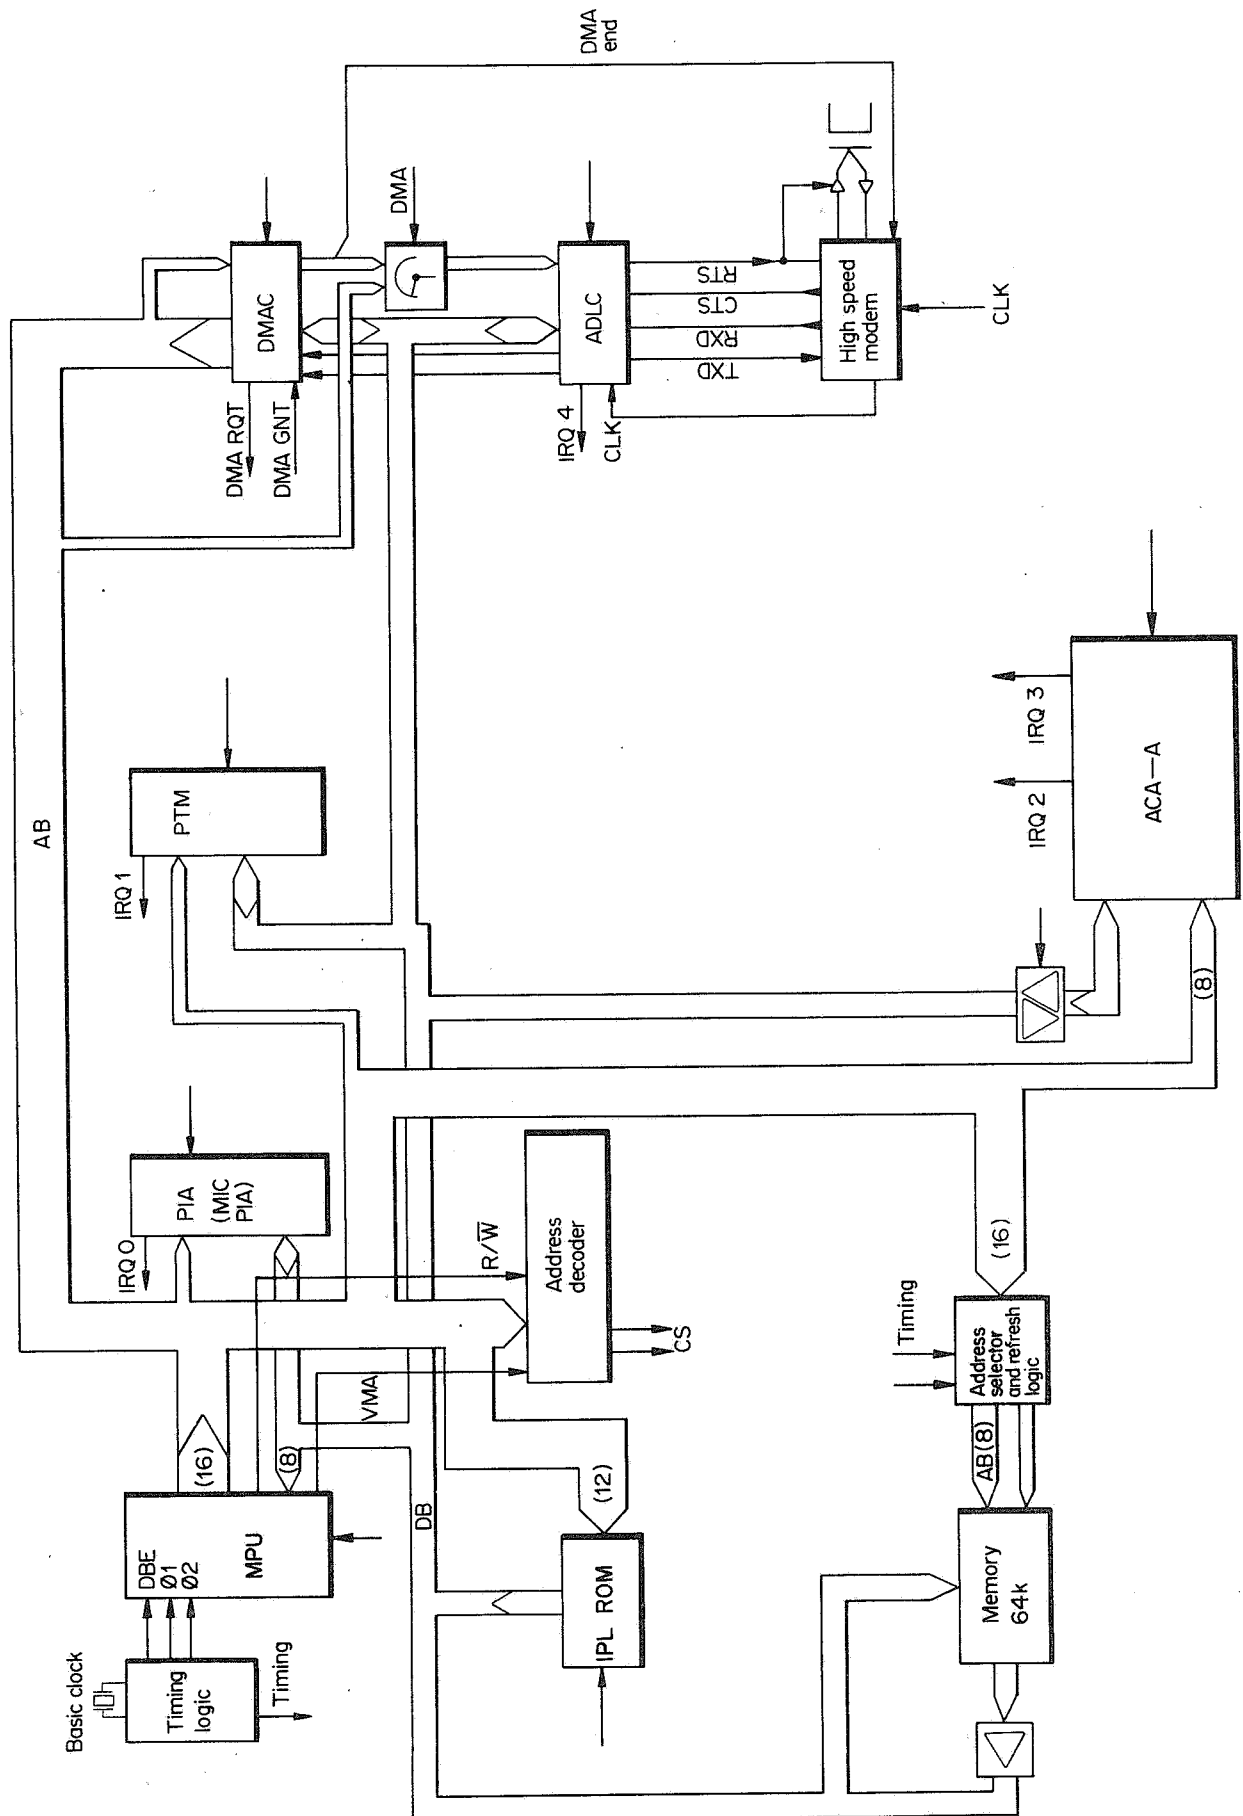 Basic clock
Timing
logic
Timing
DBE
Ø1
Ø2
MPU
(16)
(8)
VMA
AB
IRQ 0
PIA
(MIC
PIA)
R/W̅
Address
decoder
CS
IRQ 1
PTM
DMA RQT
DMA GNT
DMAC
DMA
DMA
end
IRQ 4
CLK
ADLC
TXD
RXD
CTS
RTS
High speed
modem
CLK
DB
IPL ROM
(12)
Memory
64k
AB(8)
Address
selector
and refresh
logic
Timing
(16)
(8)
IRQ 2
IRQ 3
ACA—A